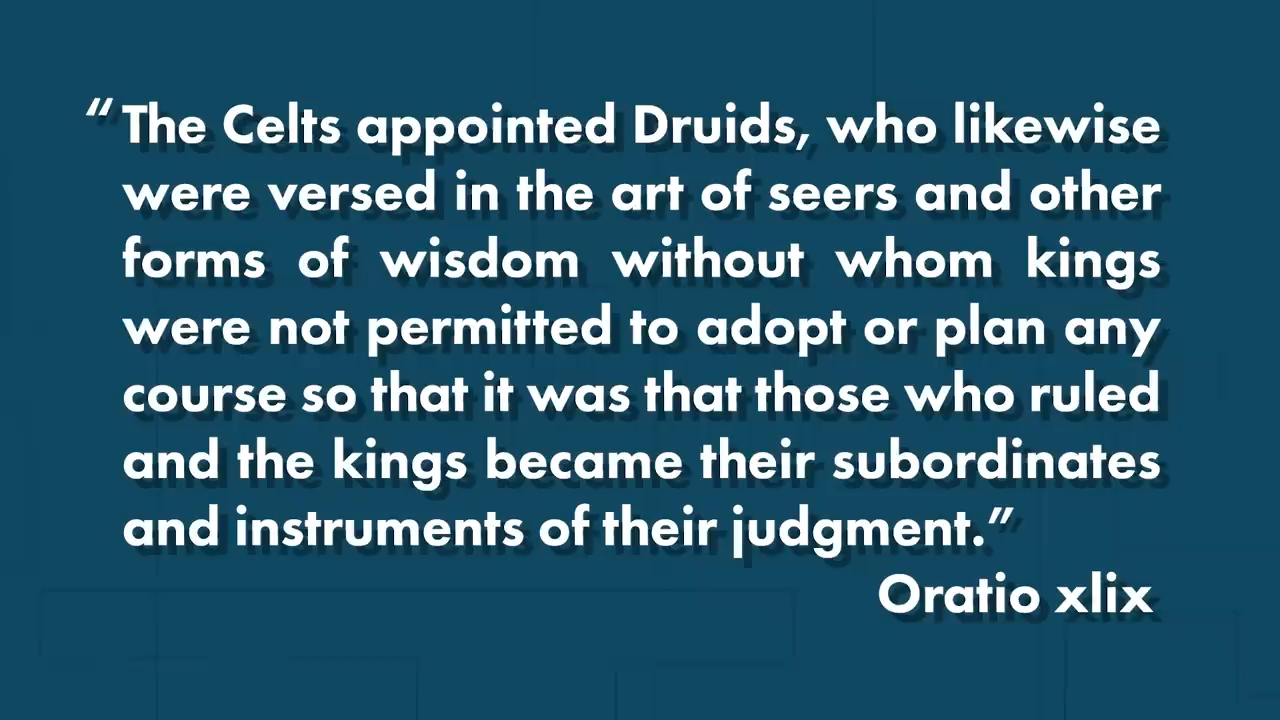 “The Celts appointed Druids, who likewise
were versed in the art of seers and other
forms of wisdom without whom kings
were not permitted to adopt or plan any
course so that it was that those who ruled
and the kings became their subordinates
and instruments of their judgment.”
Oratio xlix